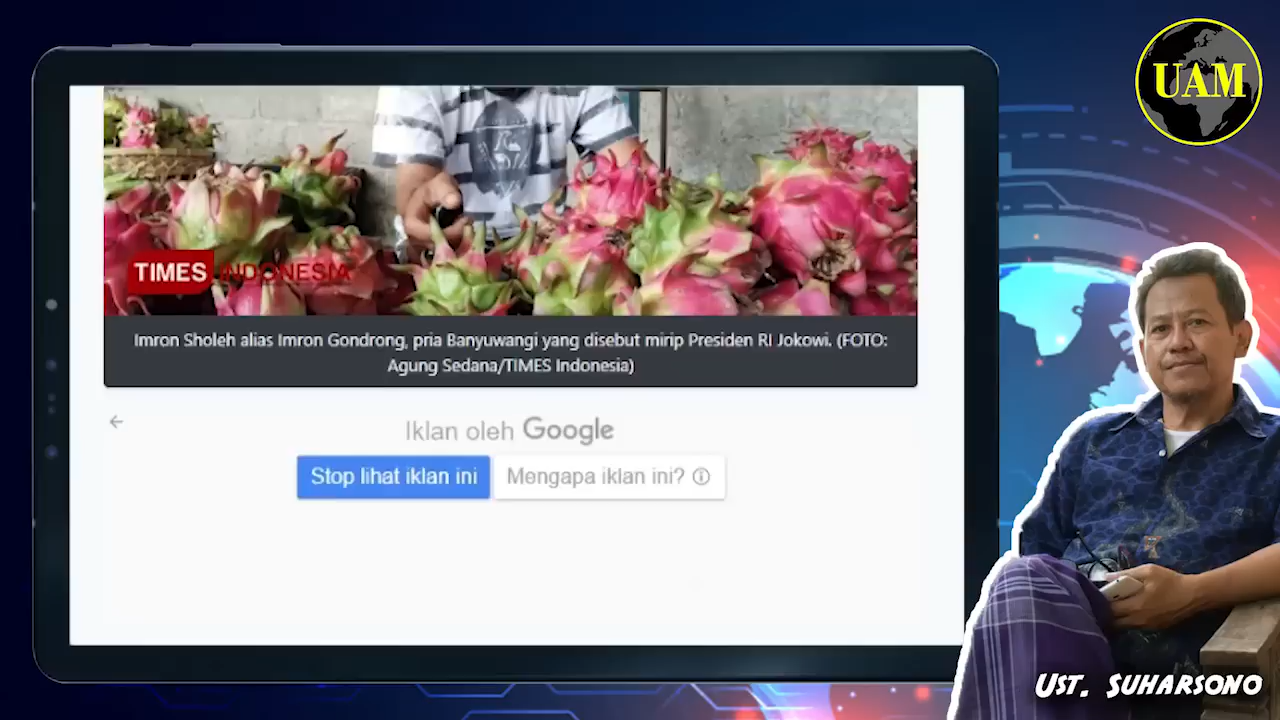 UAM
TIMES INDONESIA
Imron Sholeh alias Imron Gondrong, pria Banyuwangi yang disebut mirip Presiden RI Jokowi. (FOTO:
Agung Sedana/TIMES Indonesia)
Iklan oleh Google
Stop lihat iklan ini
Mengapa iklan ini?
Ust. Suharsono